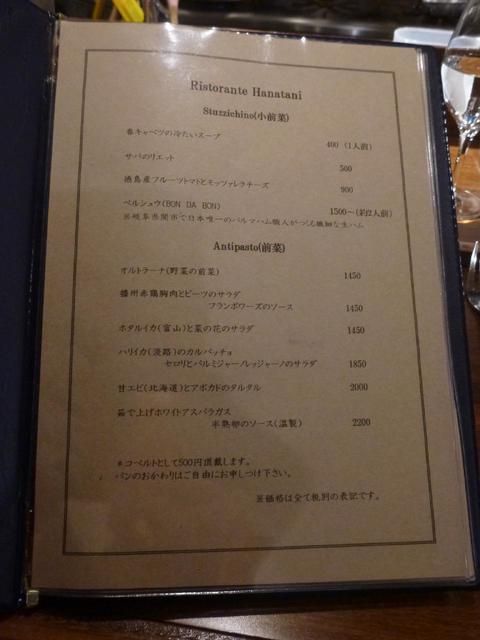 Ristorante Hanatani
Stuzzichino(小前菜)
春キャベツの冷たいスープ
400 (1人前)
サバのリエット
500
徳島産フルーツトマトとモッツァレラチーズ
900
ペルシュウ(BON DA BON)
1500~(約2人前)
※岐阜県関市で日本唯一のパルマハム職人がつくる繊細な生ハム
Antipasto(前菜)
オルトラーナ(野菜の前菜)
1450
播州赤鶏胸肉とビーツのサラダ
フランボワーズのソース
1450
ホタルイカ(富山)と菜の花のサラダ
1450
ハリイカ(淡路)のカルパッチョ
セロリとパルミジャーノレッジャーノのサラダ
1850
甘エビ(北海道)とアボカドのタルタル
2000
茹で上げホワイトアスパラガス
半熟卵のソース(温製)
2200
*コペルトとして500円頂戴します。
パンのおかわりはご自由にお申しつけ下さい。
※価格は全て税別の表記です。